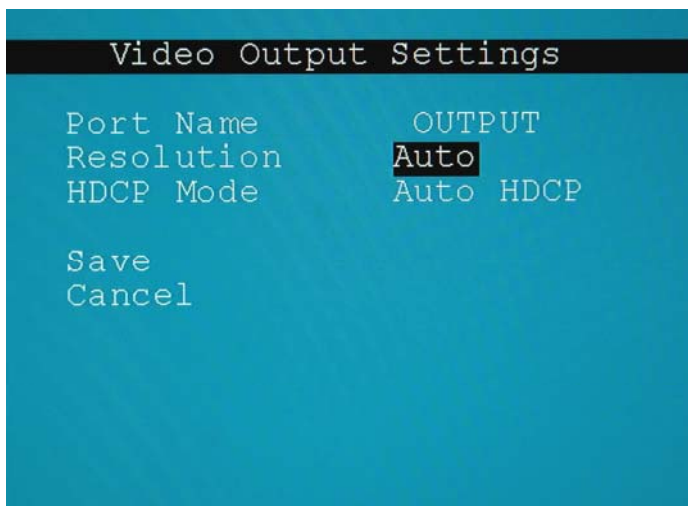 Video Output Settings
Port Name OUTPUT
Resolution Auto
HDCP Mode Auto HDCP
Save
Cancel